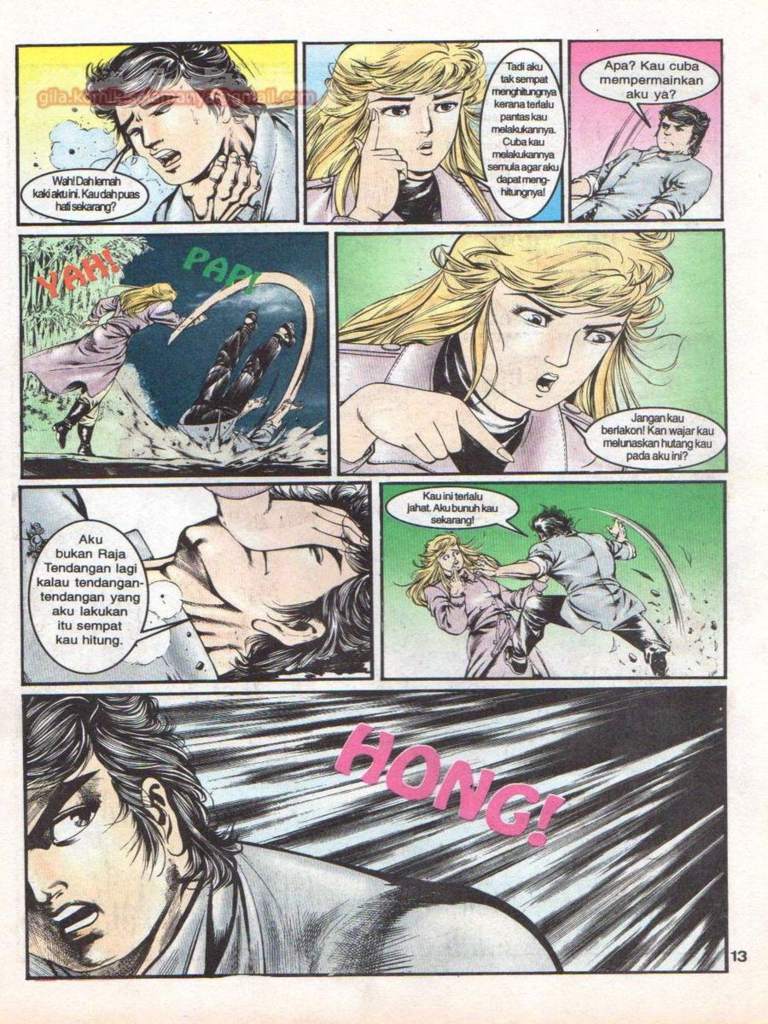 Wah! Dah lemah
kaki aku ini. Kau dah puas
hati sekarang?
Tadi aku
tak sempat
menghitungnya
kerana terlalu
pantas kau
melakukannya.
Cuba kau
melakukannya
semula agar aku
dapat meng-
hitungnya!
Apa? Kau cuba
mempermainkan
aku ya?
YAA!
PAP!
Jangan kau
berlakon! Kan wajar kau
melunaskan hutang kau
pada aku ini?
Aku
bukan Raja
Tendangan lagi
kalau tendangan-
tendangan yang
aku lakukan
itu sempat
kau hitung.
Kau ini terlalu
jahat. Aku bunuh kau
sekarang!
HONG!
13